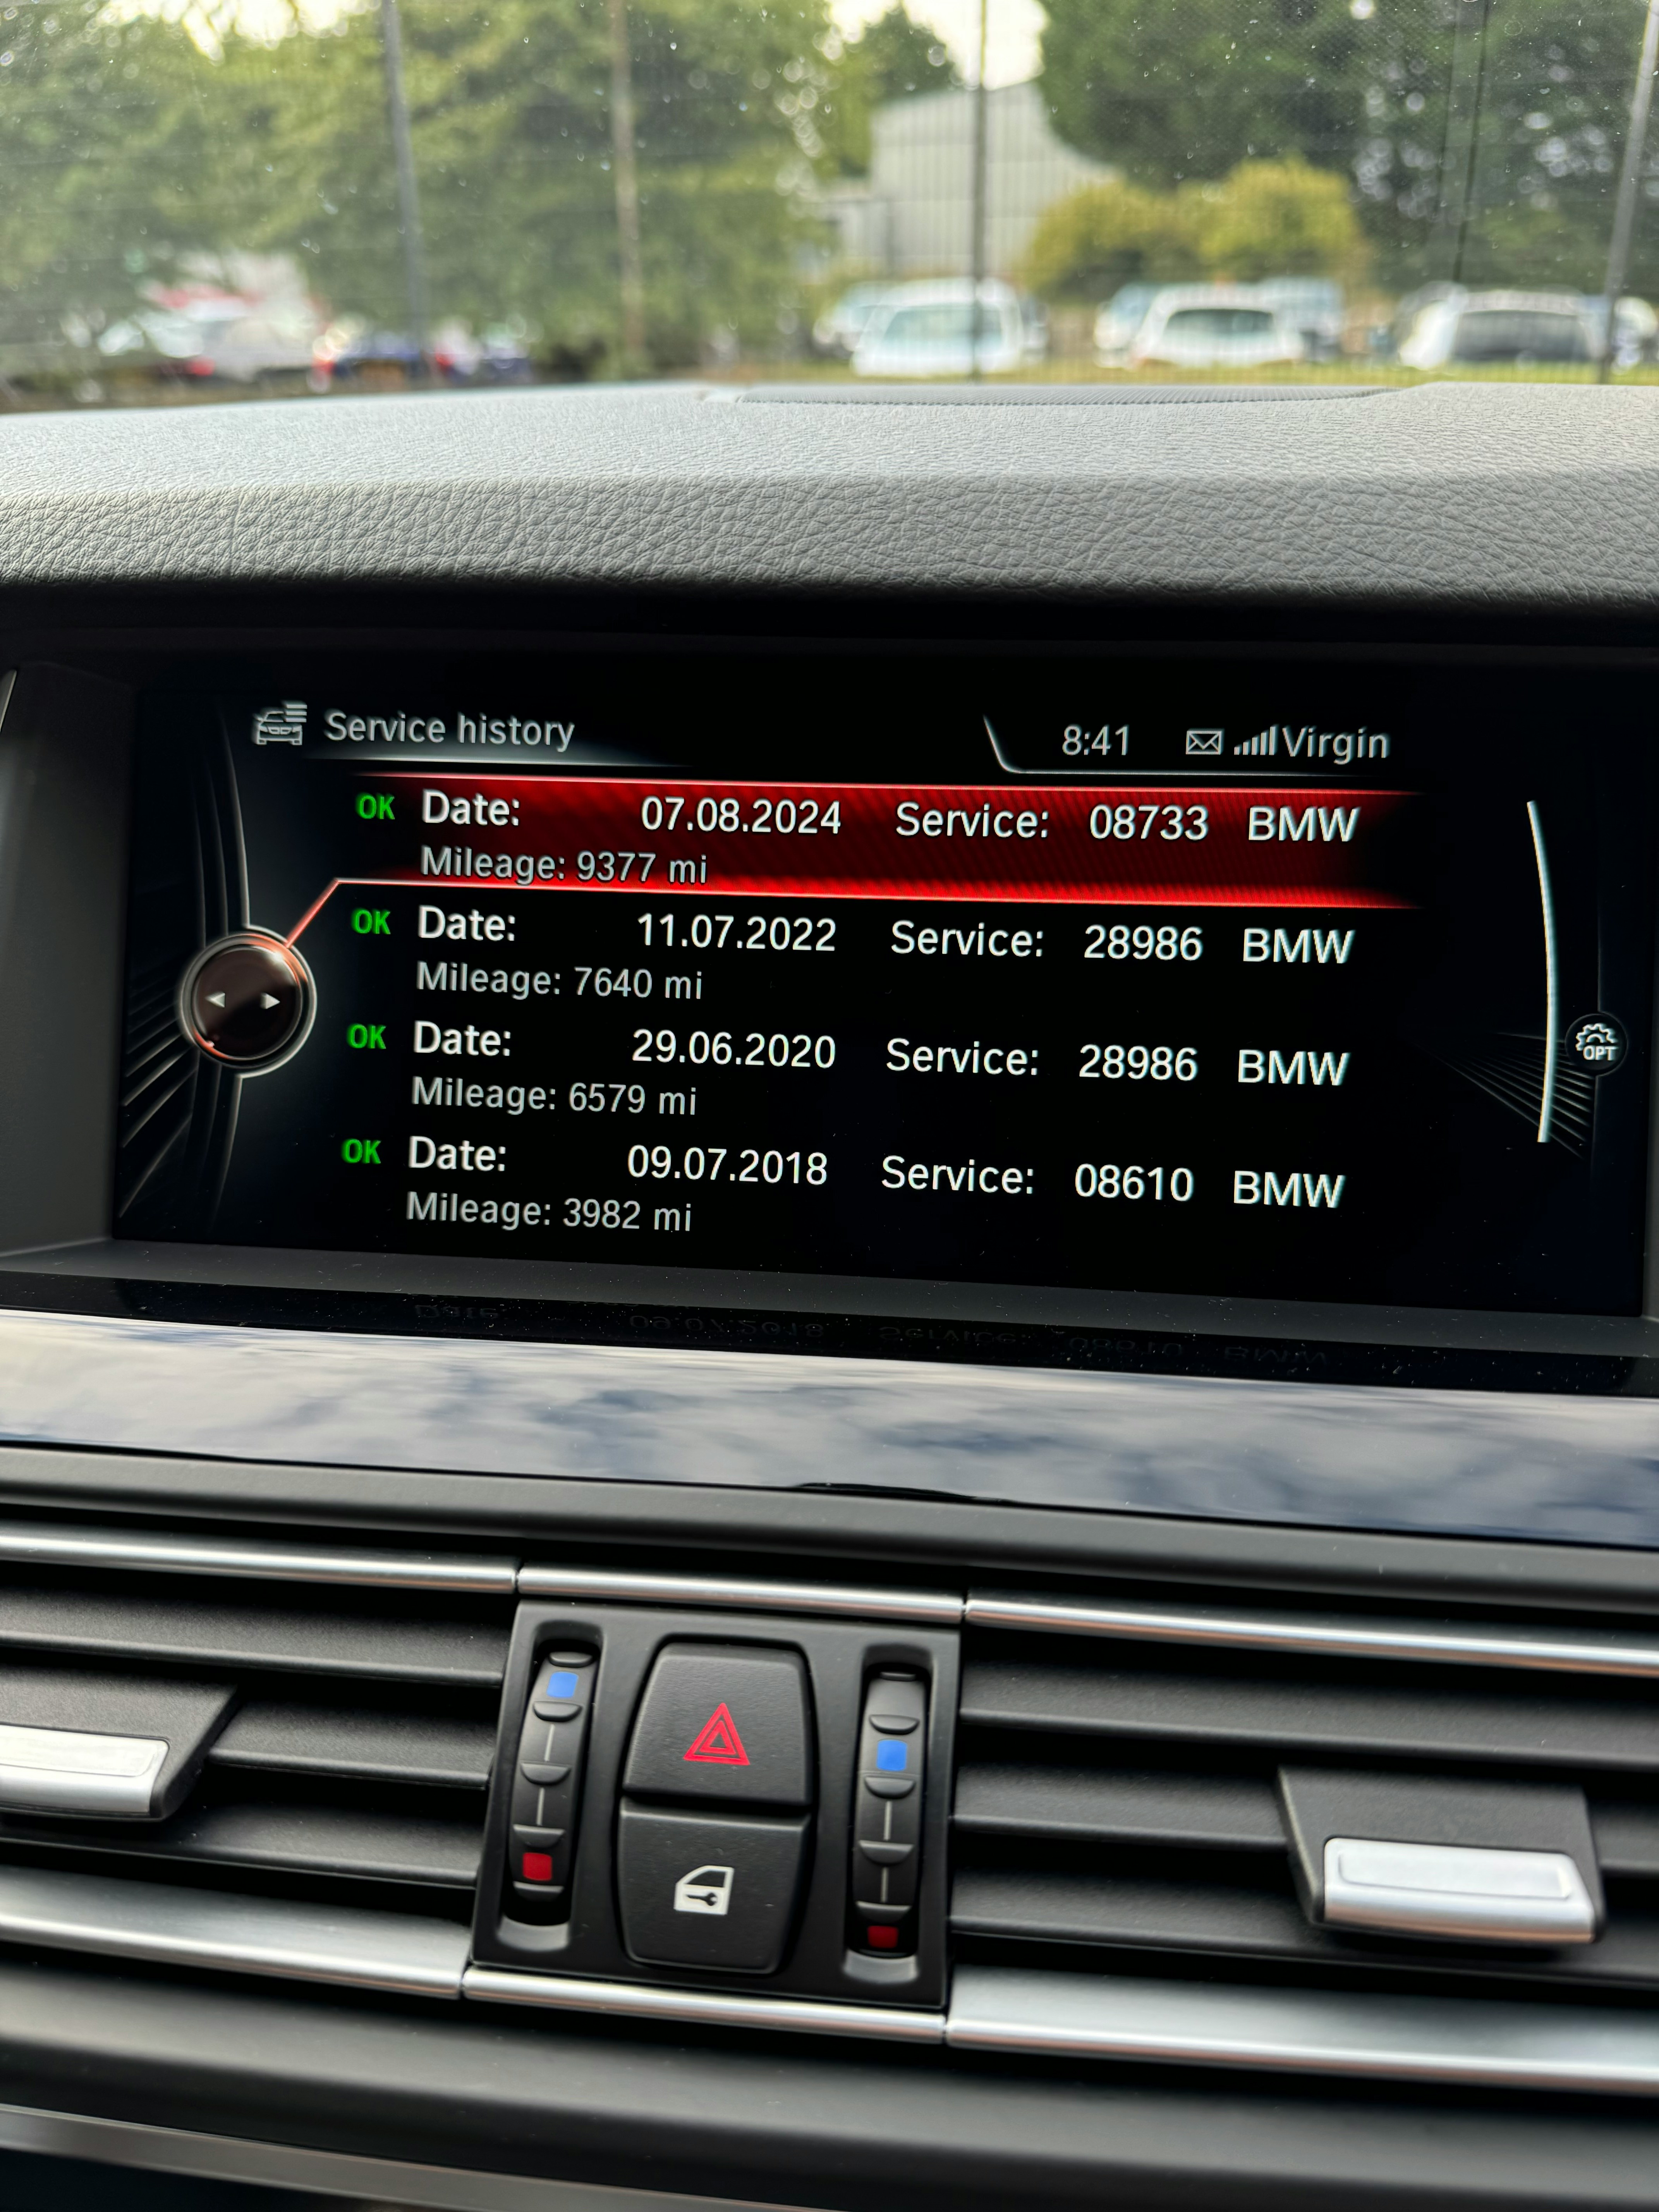 Service history 8:41 Virgin
OK Date: 07.08.2024 Service: 08733 BMW
Mileage: 9377 mi
OK Date: 11.07.2022 Service: 28986 BMW
Mileage: 7640 mi
OK Date: 29.06.2020 Service: 28986 BMW
Mileage: 6579 mi
OK Date: 09.07.2018 Service: 08610 BMW
Mileage: 3982 mi
OPT